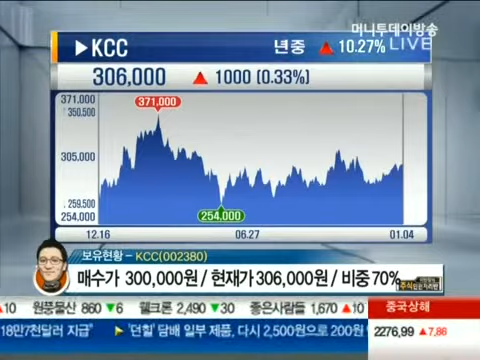 머니투데이방송
LIVE
▶KCC 년중 ▲ 10.27%
306,000 ▲ 1000 (0.33%)
371,000
350,500
305,000
259,500
254,000
371,000
254,000
12.16 06.27 01.04
보유현황 - KCC(002380)
매수가 300,000원 / 현재가 306,000원 / 비중 70%
▲10 원풍물산 860 ▼6 헬크론 2,490 ▼30 좋은사람들 1,670 ▲10
중국상해
18만7천달러 지급" ▶ '던힐' 담배 일부 제품, 다시 2,500원으로 200원
2276,99 ▲7,86